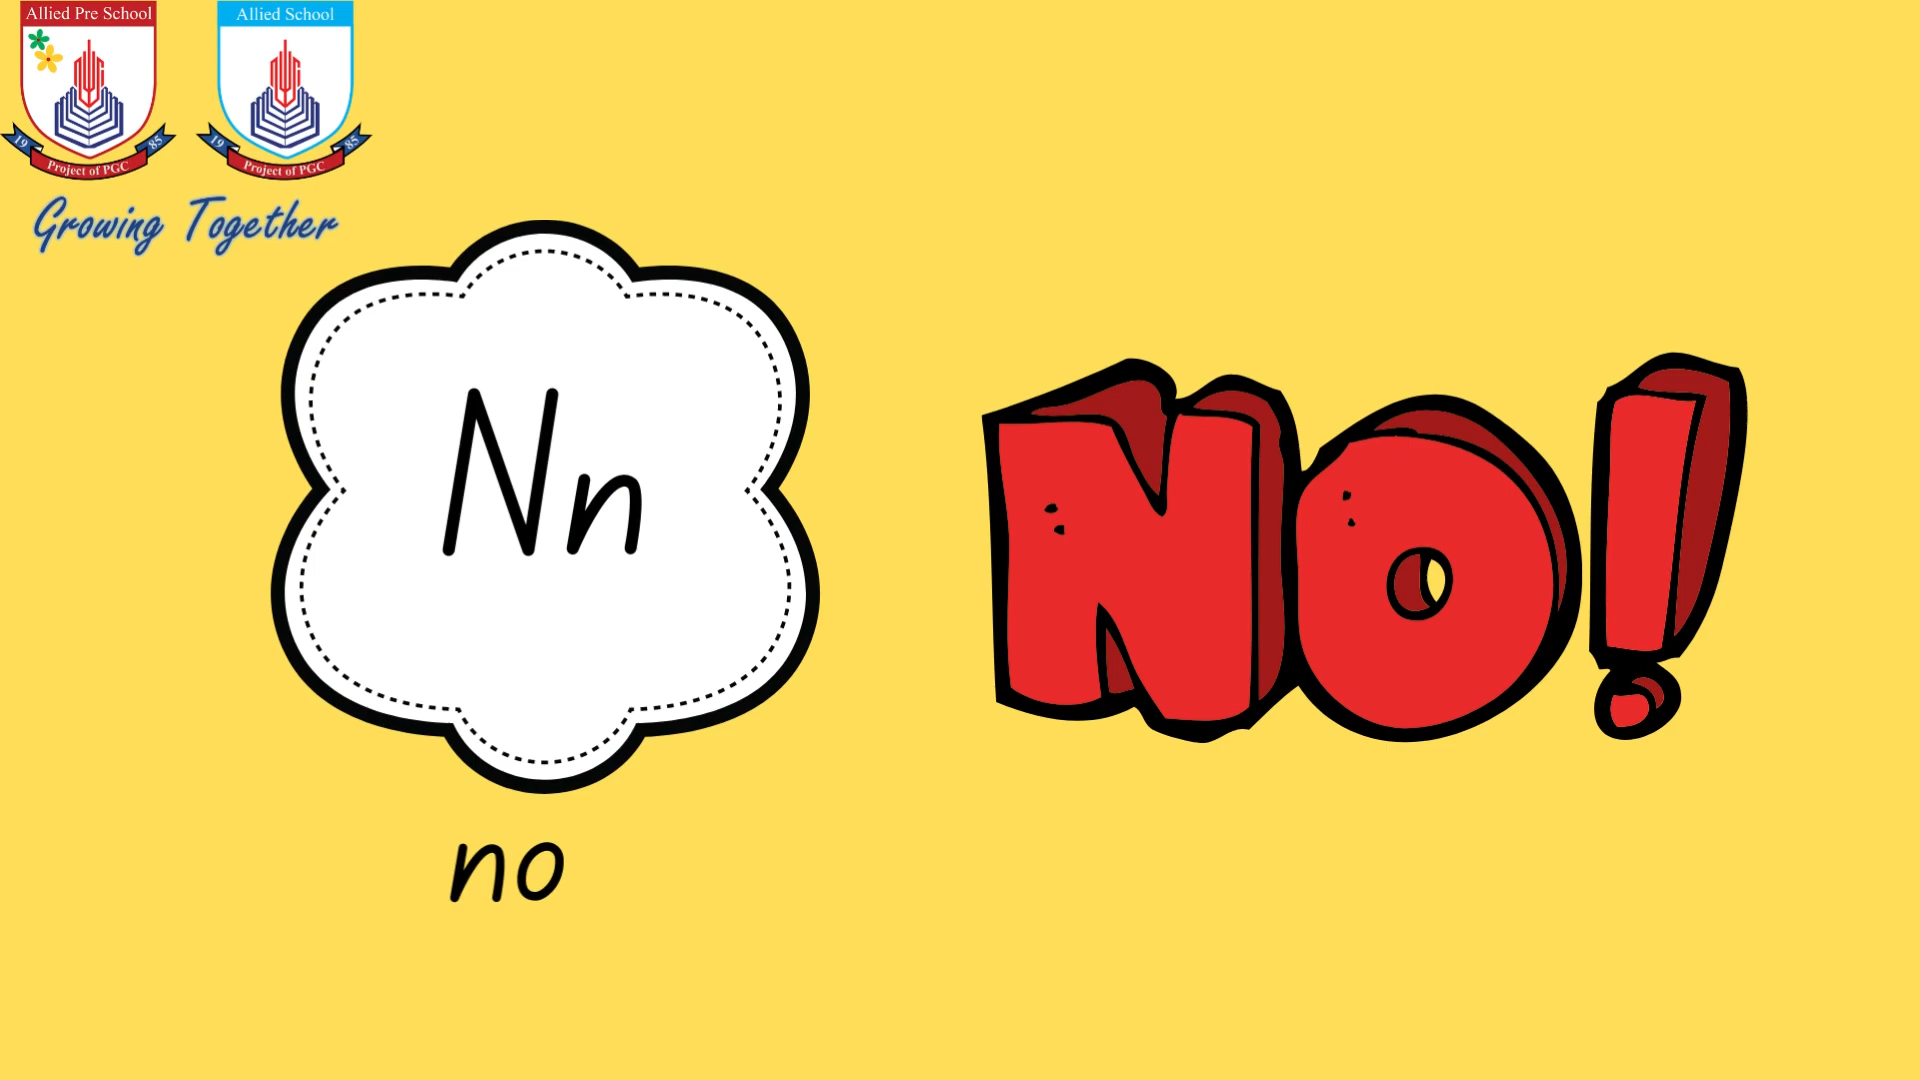 Allied Pre School
19 85
Project of PGC
Allied School
19 85
Project of PGC
Growing Together
Nn
NO!
no